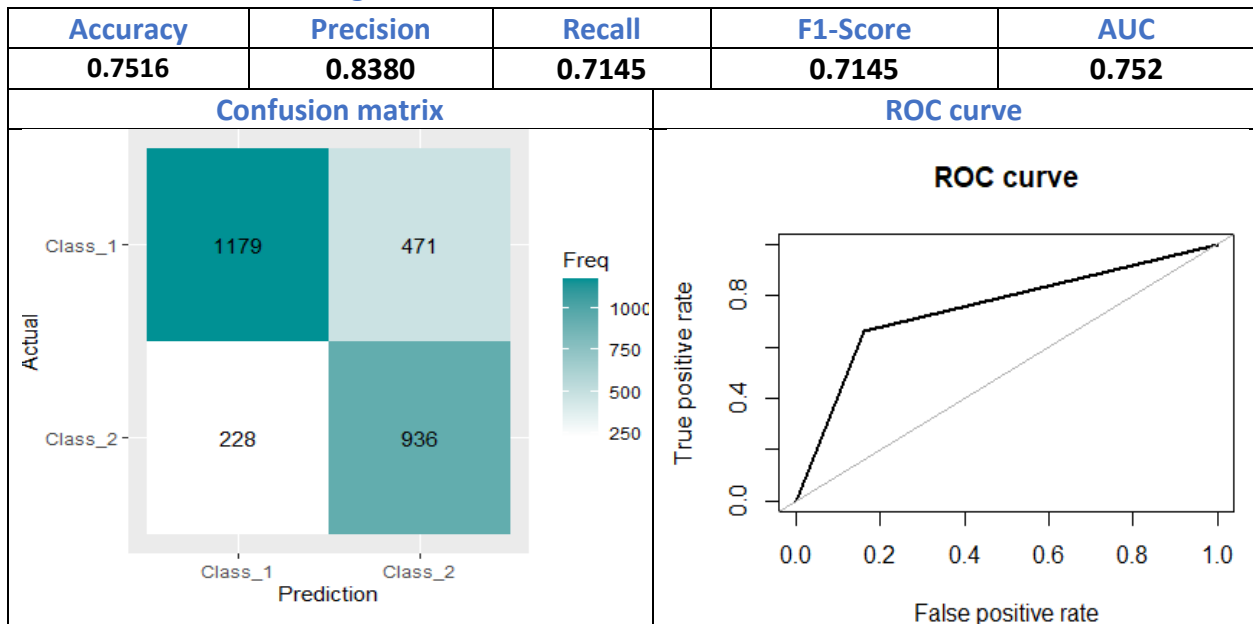 Accuracy Precision Recall F1-Score AUC
0.7516 0.8380 0.7145 0.7145 0.752
Confusion matrix ROC curve
Class_1
Class_2
Actual
1179 471
228 936
Class_1 Class_2
Prediction
Freq
1000
750
500
250
ROC curve
True positive rate
0.8
0.4
0.0
0.0 0.2 0.4 0.6 0.8 1.0
False positive rate